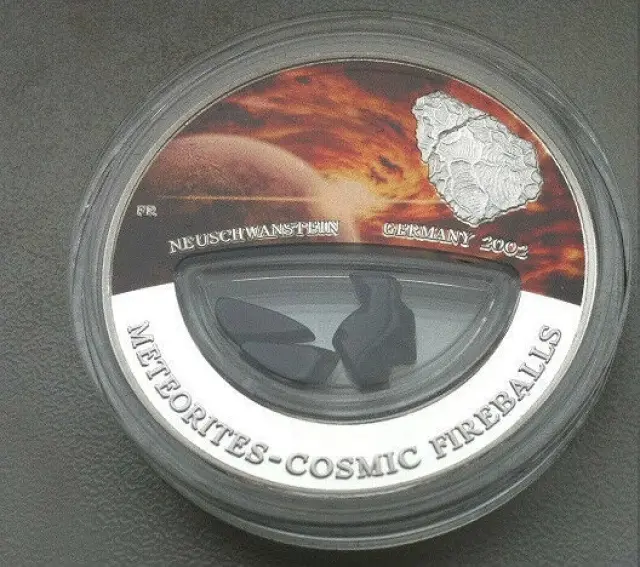 FR
NEUSCHWANSTEIN GERMANY 2002
METEORITES-COSMIC FIREBALLS